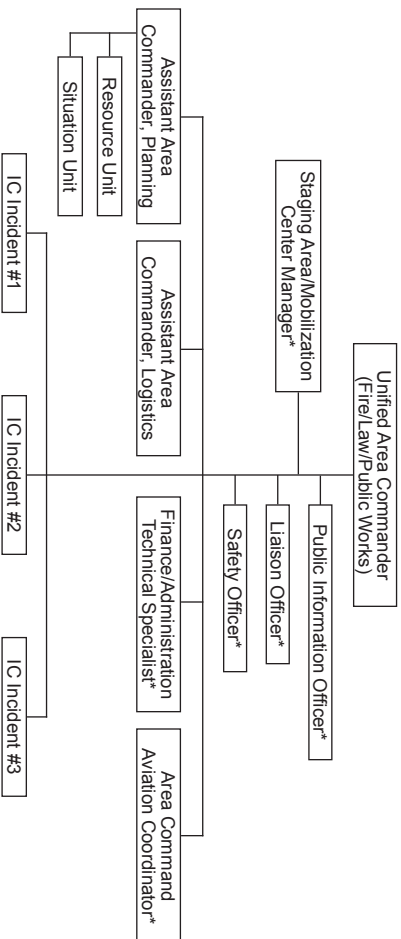 Unified Area Commander
(Fire/Law/Public Works)
Public Information Officer*
Liaison Officer*
Safety Officer*
Staging Area/Mobilization
Center Manager*
Assistant Area
Commander, Planning
Resource Unit
Situation Unit
Assistant Area
Commander, Logistics
Finance/Administration
Technical Specialist*
Area Command
Aviation Coordinator*
IC Incident #1
IC Incident #2
IC Incident #3